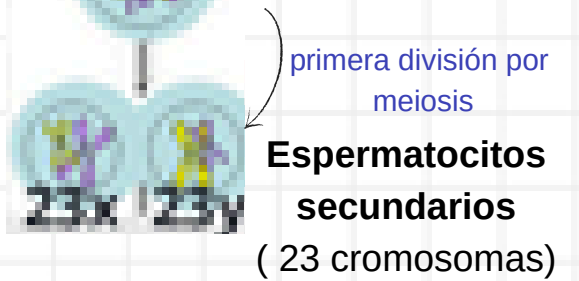 primera división por
meiosis
Espermatocitos
secundarios
( 23 cromosomas)
23x 23y